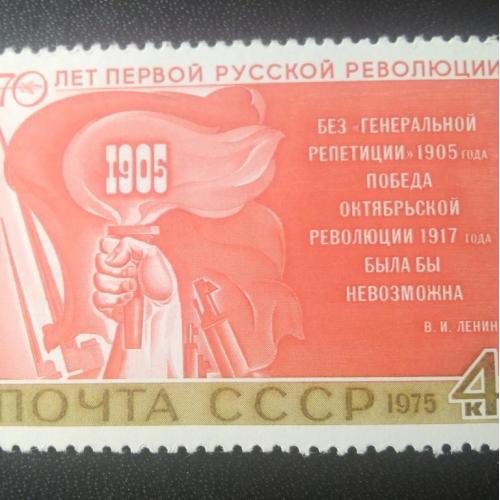 70 ЛЕТ ПЕРВОЙ РУССКОЙ РЕВОЛЮЦИИ
1905
БЕЗ «ГЕНЕРАЛЬНОЙ
РЕПЕТИЦИИ» 1905 ГОДА
ПОБЕДА
ОКТЯБРЬСКОЙ
РЕВОЛЮЦИИ 1917 ГОДА
БЫЛА БЫ
НЕВОЗМОЖНА
В. И. ЛЕНИН
ПОЧТА СССР 1975 4 К